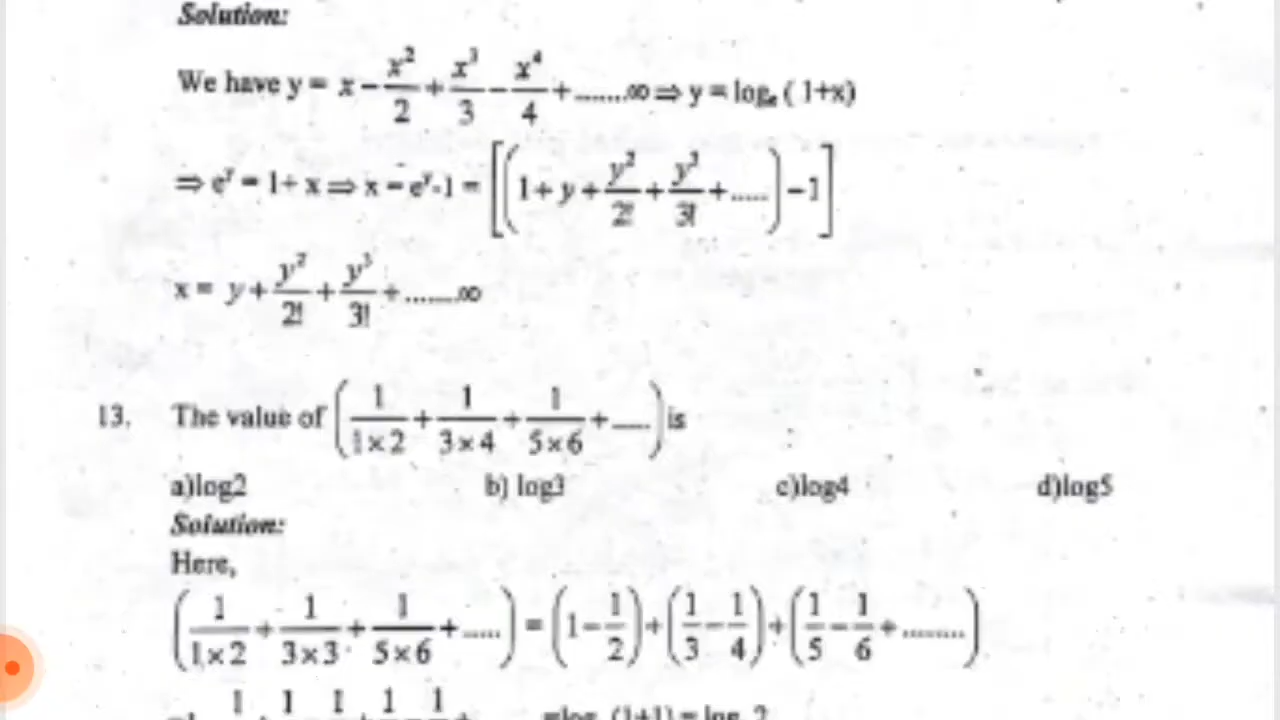 Solution:
We have y = x - x²/2 + x³/3 - x⁴/4 + .......∞ ⇒ y = logₑ ( 1+x)
⇒ eʸ = 1+ x ⇒ x = eʸ-1 = [(1+ y + y²/2! + y³/3! + .....) - 1]
x = y + y²/2! + y³/3! + .......∞
13. The value of (1/1×2 + 1/3×4 + 1/5×6 + .....) is
a)log2 b) log3 c)log4 d)log5
Solution:
Here,
(1/1×2 + 1/3×3 + 1/5×6 + .....) = (1 - 1/2) + (1/3 - 1/4) + (1/5 - 1/6 + .........)